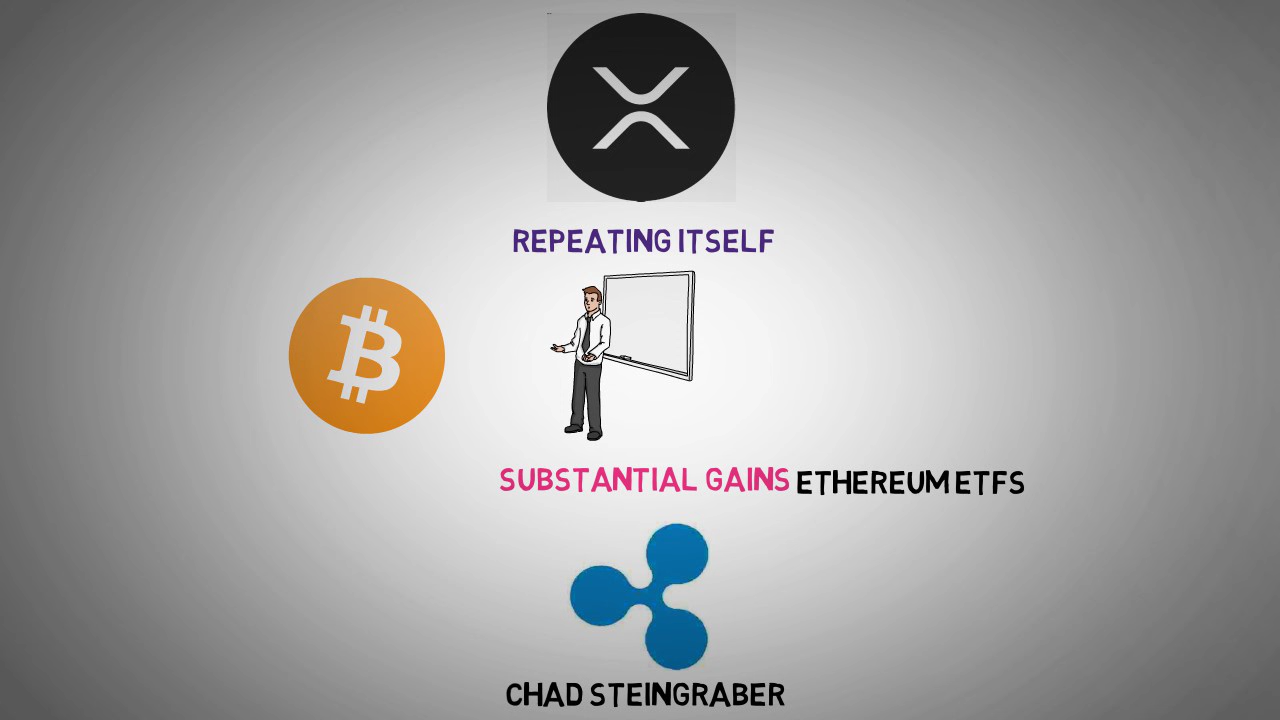 REPEATING ITSELF
SUBSTANTIAL GAINS ETHEREUM ETFS
CHAD STEINGRABER